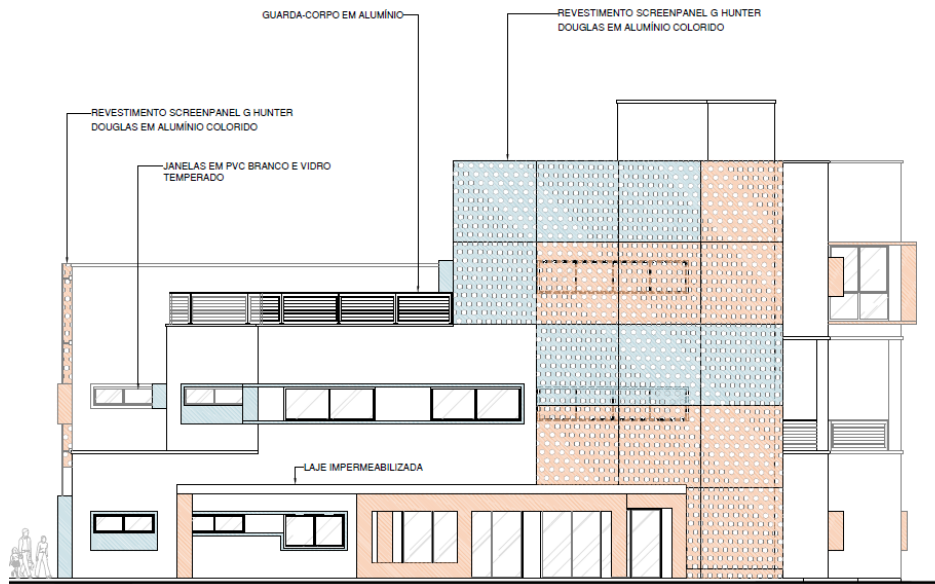 GUARDA-CORPO EM ALUMÍNIO
REVESTIMENTO SCREENPANEL G HUNTER
DOUGLAS EM ALUMÍNIO COLORIDO
REVESTIMENTO SCREENPANEL G HUNTER
DOUGLAS EM ALUMÍNIO COLORIDO
JANELAS EM PVC BRANCO E VIDRO
TEMPERADO
LAJE IMPERMEABILIZADA